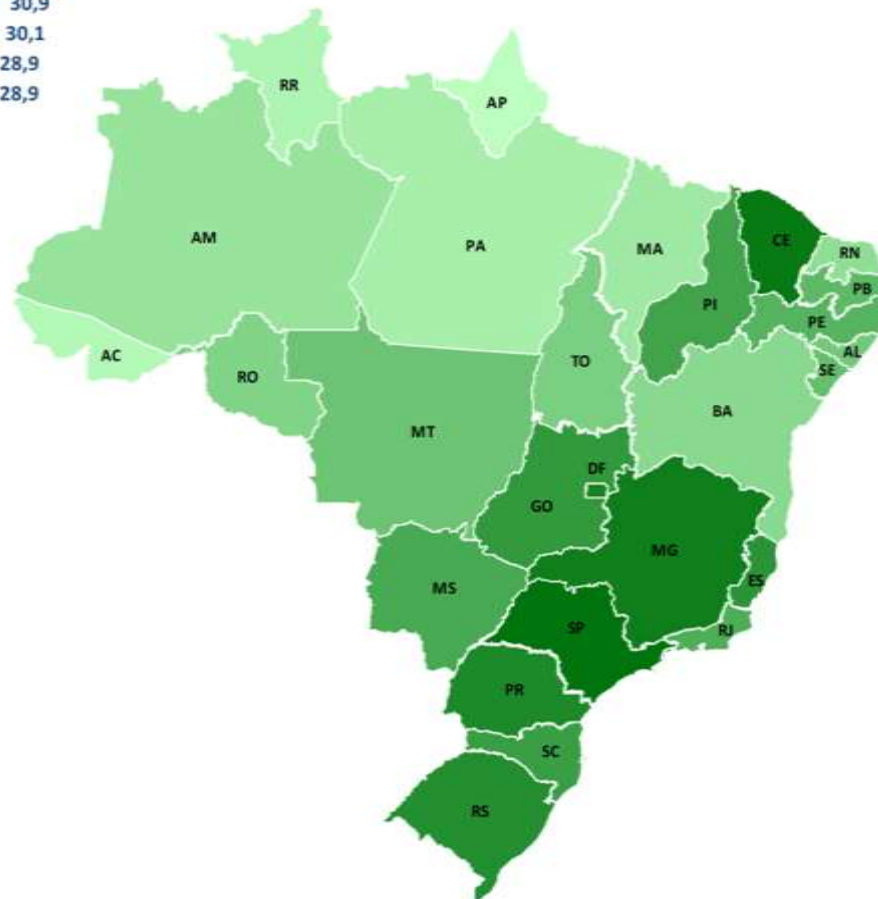 30,9
30,1
28,9
28,9
RR
AP
AM
PA
MA
CE
RN
PB
PI
PE
AL
SE
AC
RO
TO
BA
MT
DF
GO
MG
ES
MS
SP
RJ
PR
SC
RS